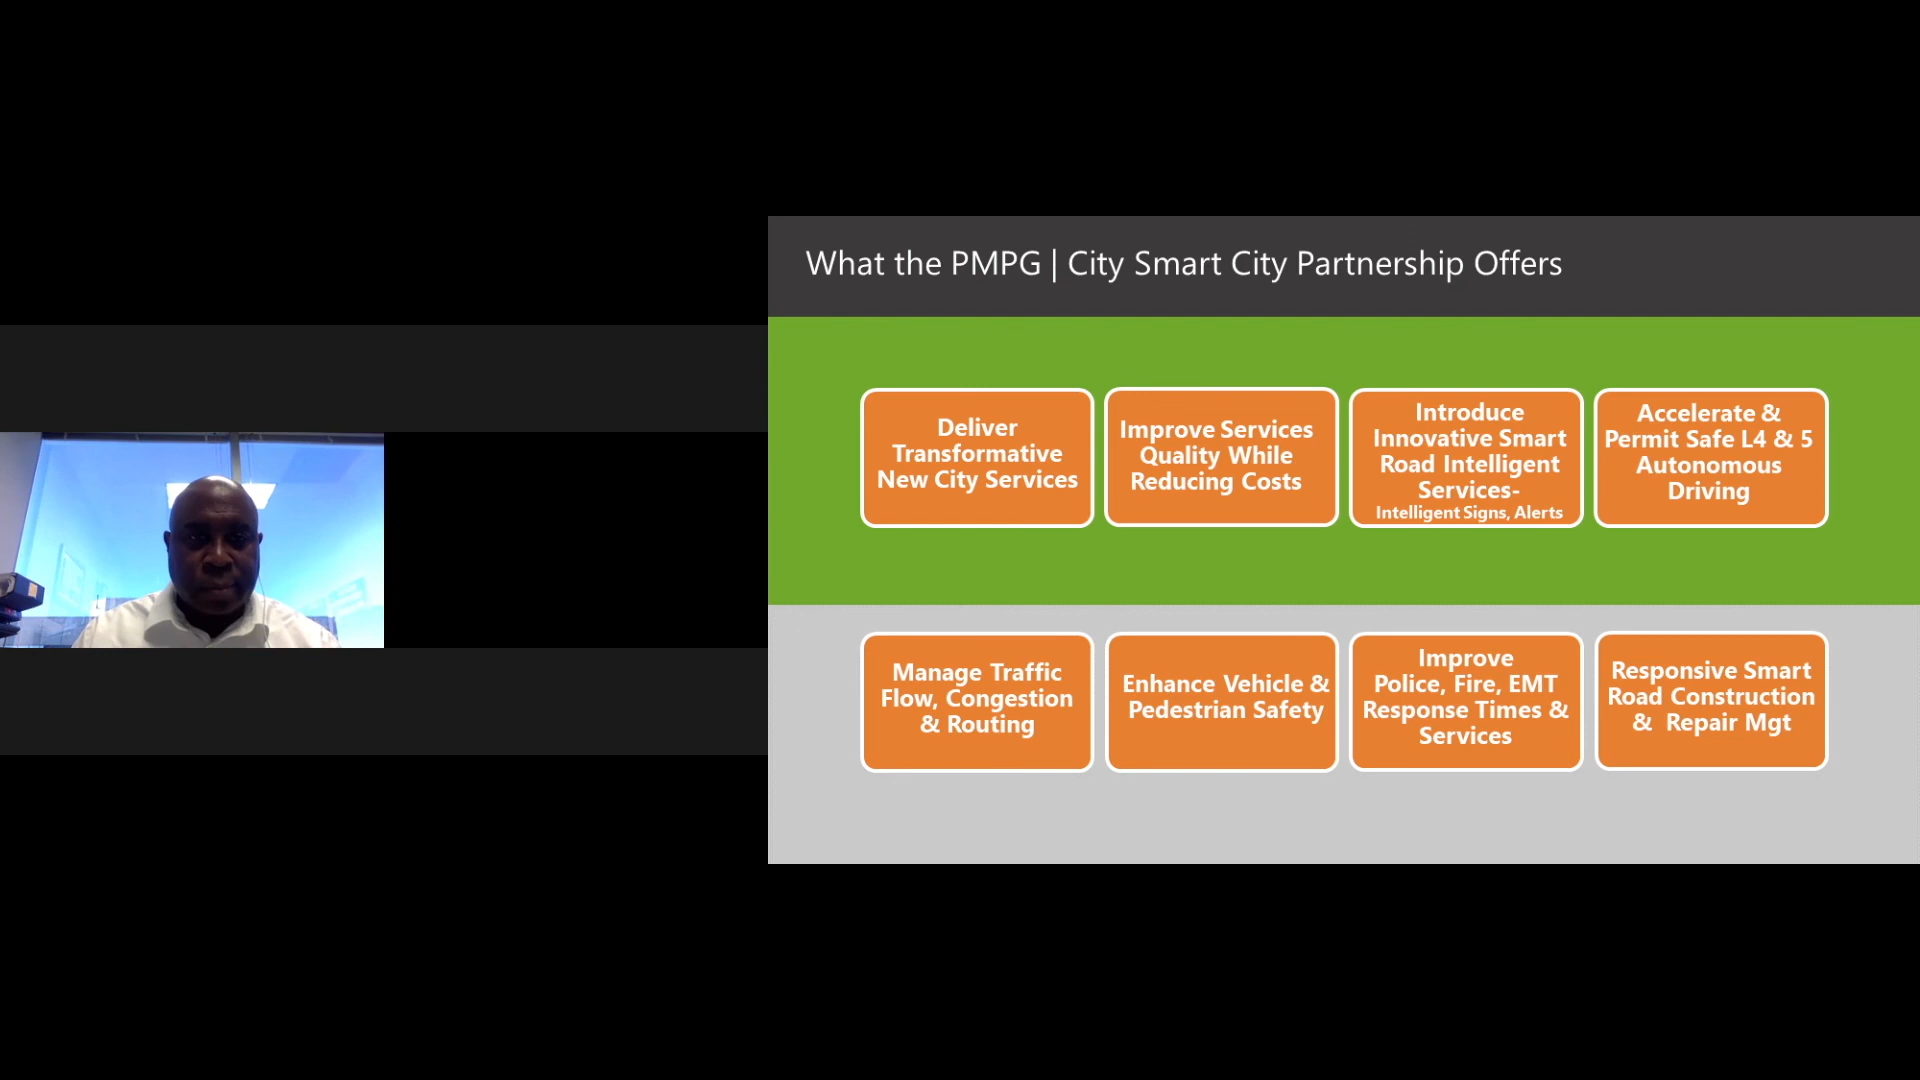 What the PMPG | City Smart City Partnership Offers
Deliver
Transformative
New City Services
Improve Services
Quality While
Reducing Costs
Introduce
Innovative Smart
Road Intelligent
Services-
Intelligent Signs, Alerts
Accelerate &
Permit Safe L4 & 5
Autonomous
Driving
Manage Traffic
Flow, Congestion
& Routing
Enhance Vehicle &
Pedestrian Safety
Improve
Police, Fire, EMT
Response Times &
Services
Responsive Smart
Road Construction
&  Repair Mgt